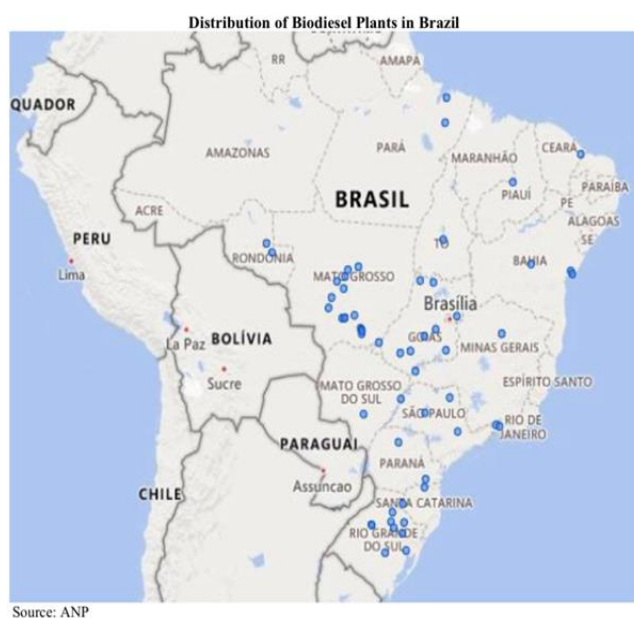 Distribution of Biodiesel Plants in Brazil
RR
AMAPÁ
QUADOR
AMAZONAS
PARÁ
MARANHÃO
CEARÁ
BRASIL
PIAUÍ
PARAÍBA
PE
ACRE
ALAGOAS
SE
PERU
TO
Lima
RONDÔNIA
MATO GROSSO
BAHIA
Brasília
La Paz
BOLÍVIA
GOIÁS
MINAS GERAIS
Sucre
MATO GROSSO
DO SUL
ESPÍRITO SANTO
SÃO PAULO
RIO DE
JANEIRO
PARAGUAI
PARANÁ
Assuncao
CHILE
SANTA CATARINA
RIO GRANDE
DO SUL
Source: ANP